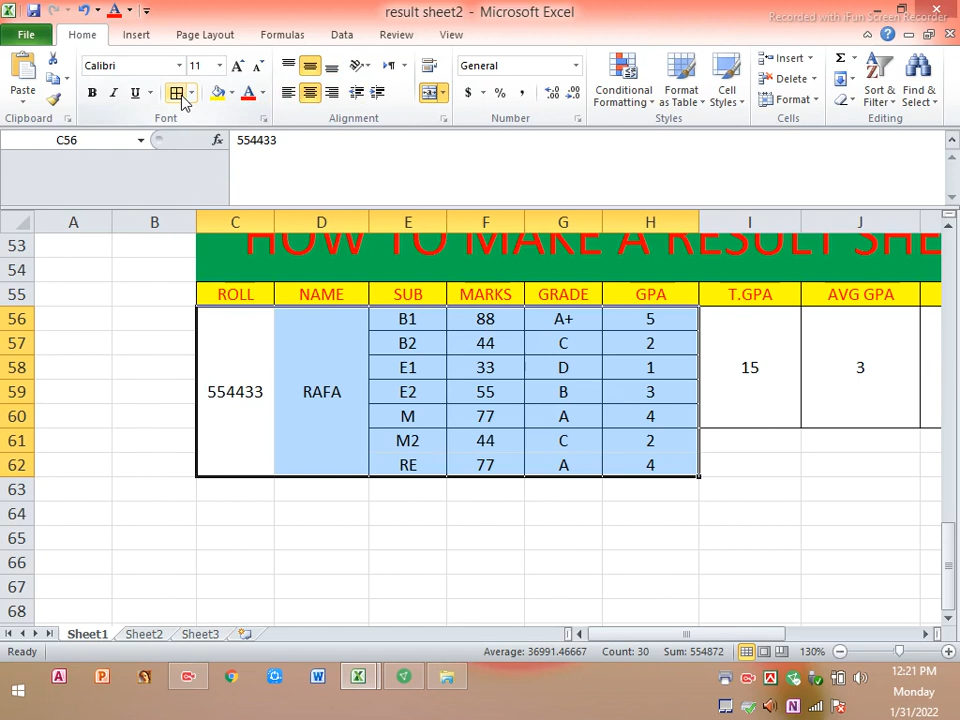 result sheet2 - Microsoft Excel
Recorded with iFun Screen Recorder
File Home Insert Page Layout Formulas Data Review View
Paste
Calibri 11
General
Conditional Formatting
Format as Table
Cell Styles
Insert
Delete
Format
Sort & Filter
Find & Select
Clipboard Font Alignment Number Styles Cells Editing
C56 fx 554433
A B C D E F G H I J
53 HOW TO MAKE A RESULT SHE
54
55 ROLL NAME SUB MARKS GRADE GPA T.GPA AVG GPA
56 B1 88 A+ 5
57 B2 44 C 2
58 E1 33 D 1 15 3
59 554433 RAFA E2 55 B 3
60 M 77 A 4
61 M2 44 C 2
62 RE 77 A 4
63
64
65
66
67
68
Sheet1 Sheet2 Sheet3
Ready Average: 36991.46667 Count: 30 Sum: 554872 130%
12:21 PM
Monday
1/31/2022